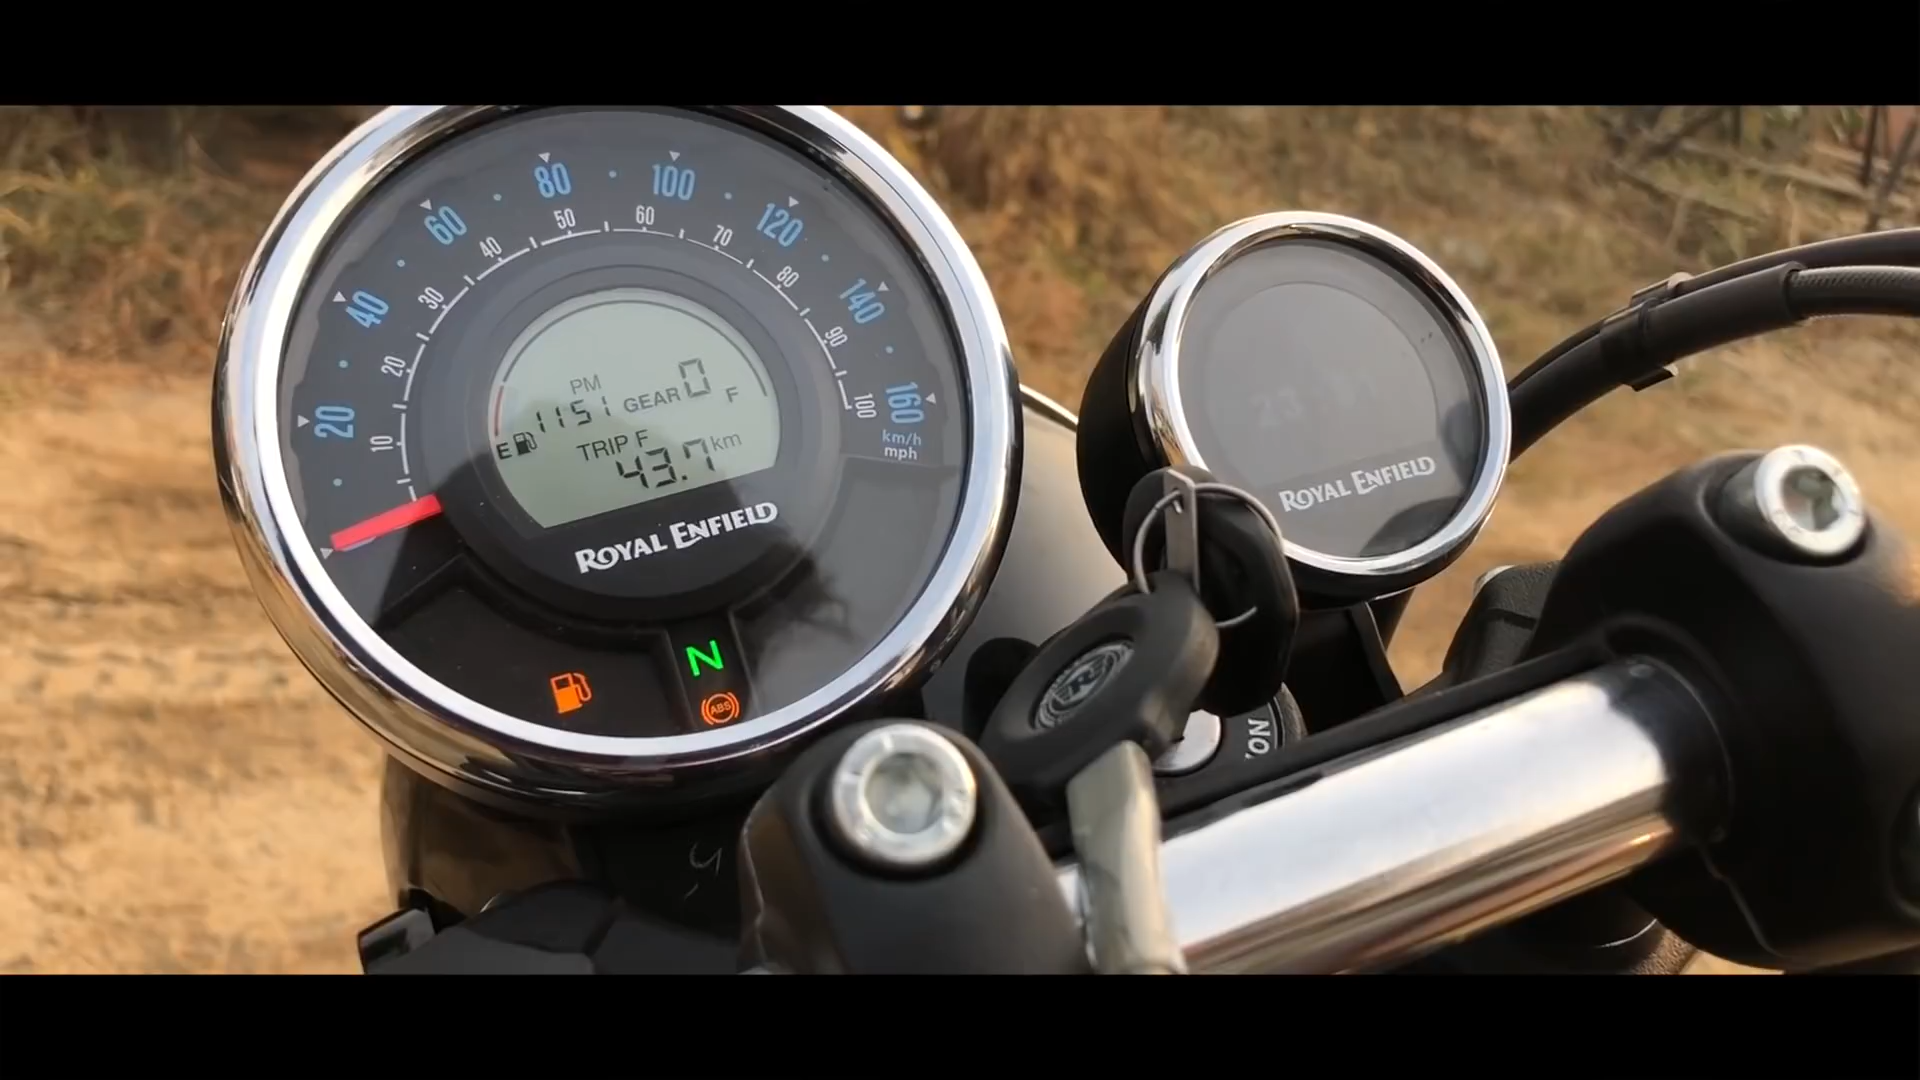 20 40 60 80 100 120 140 160
km/h
mph
10 20 30 40 50 60 70 80 90 100
PM
1151 GEAR 0
E F
TRIP F
43.7 km
ROYAL ENFIELD
N
ABS
ROYAL ENFIELD
R
ON